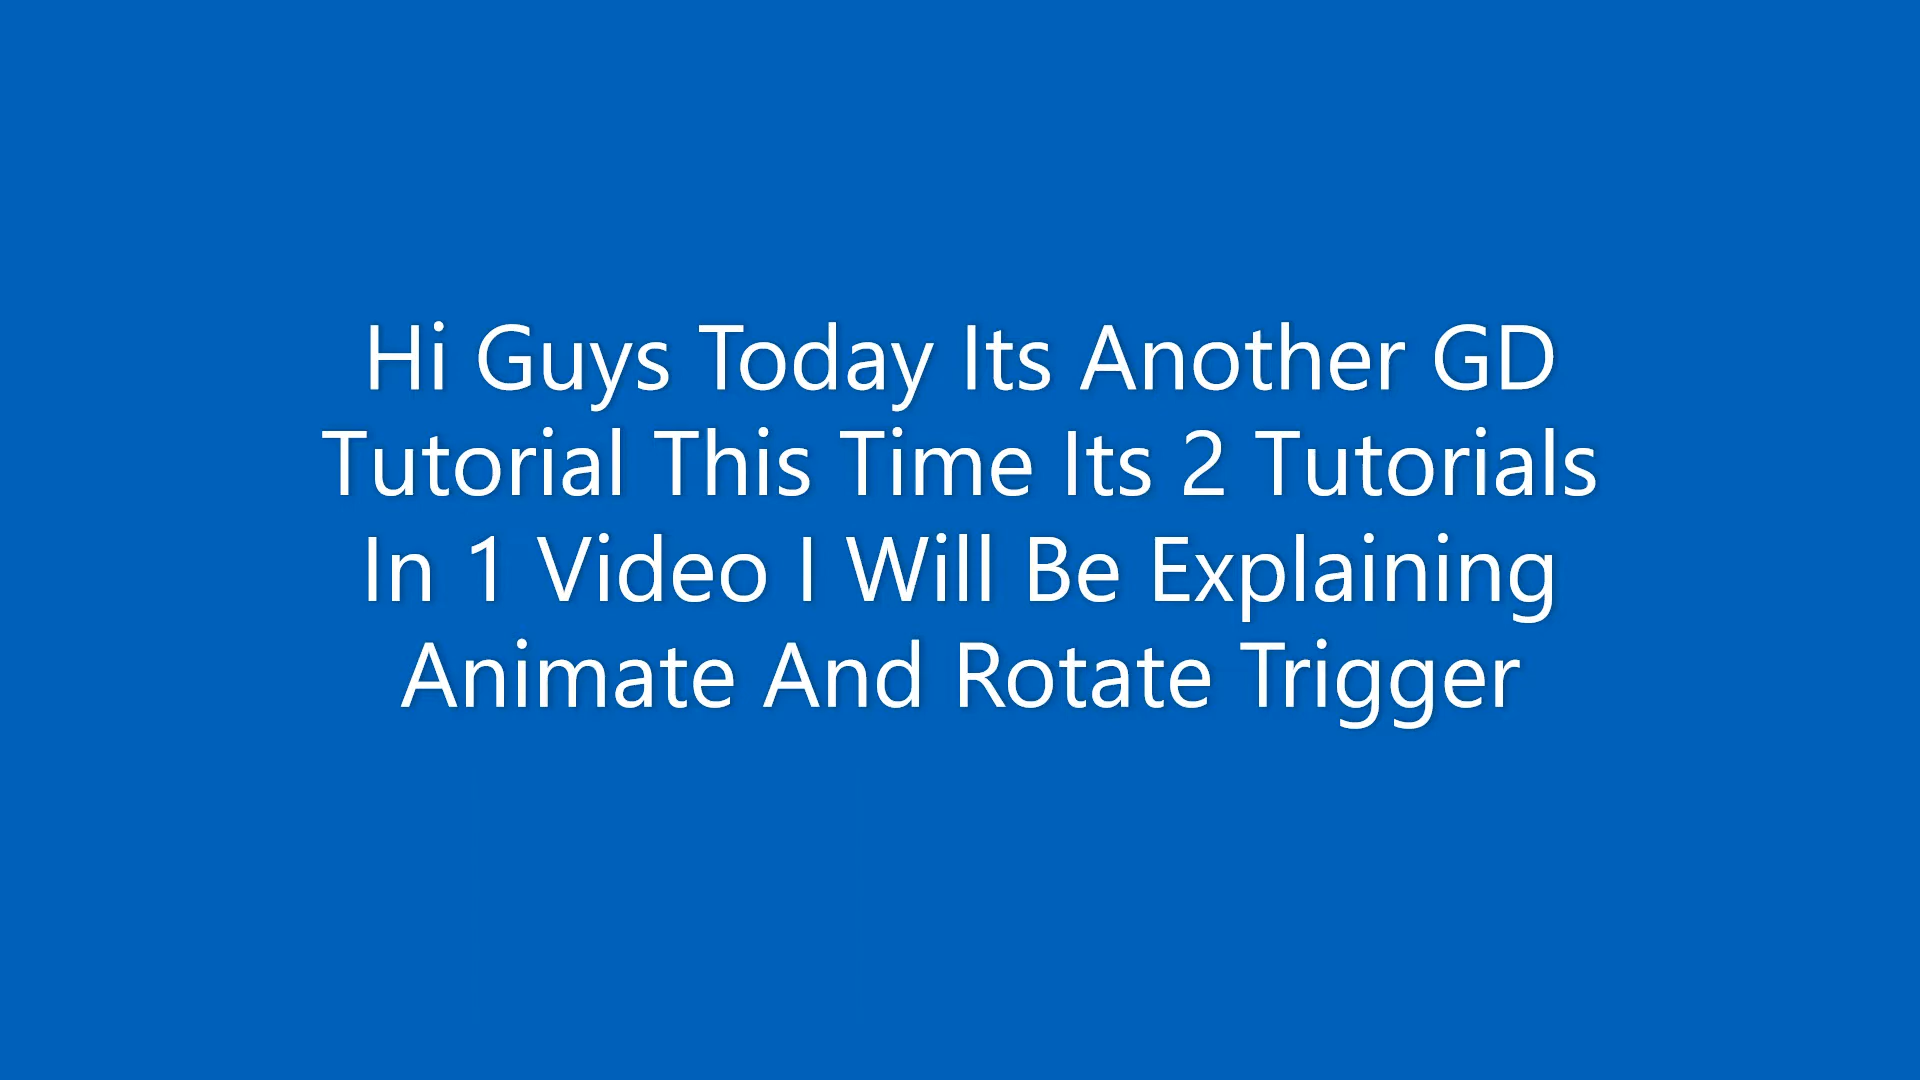 Hi Guys Today Its Another GD
Tutorial This Time Its 2 Tutorials
In 1 Video I Will Be Explaining
Animate And Rotate Trigger